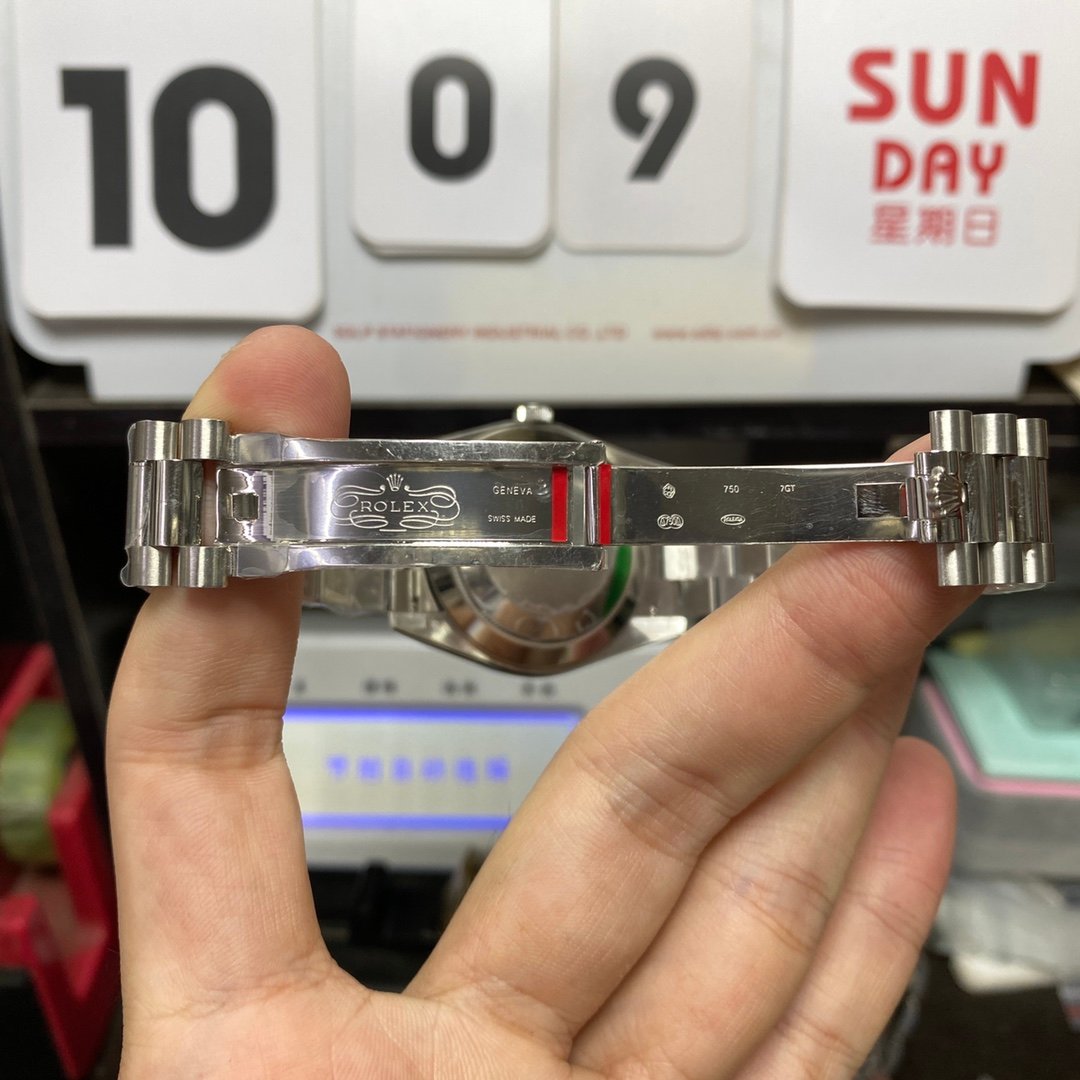 10
0
9
SUN
DAY
星期日
ROLEX
GENEVA
SWISS MADE
750
7GT